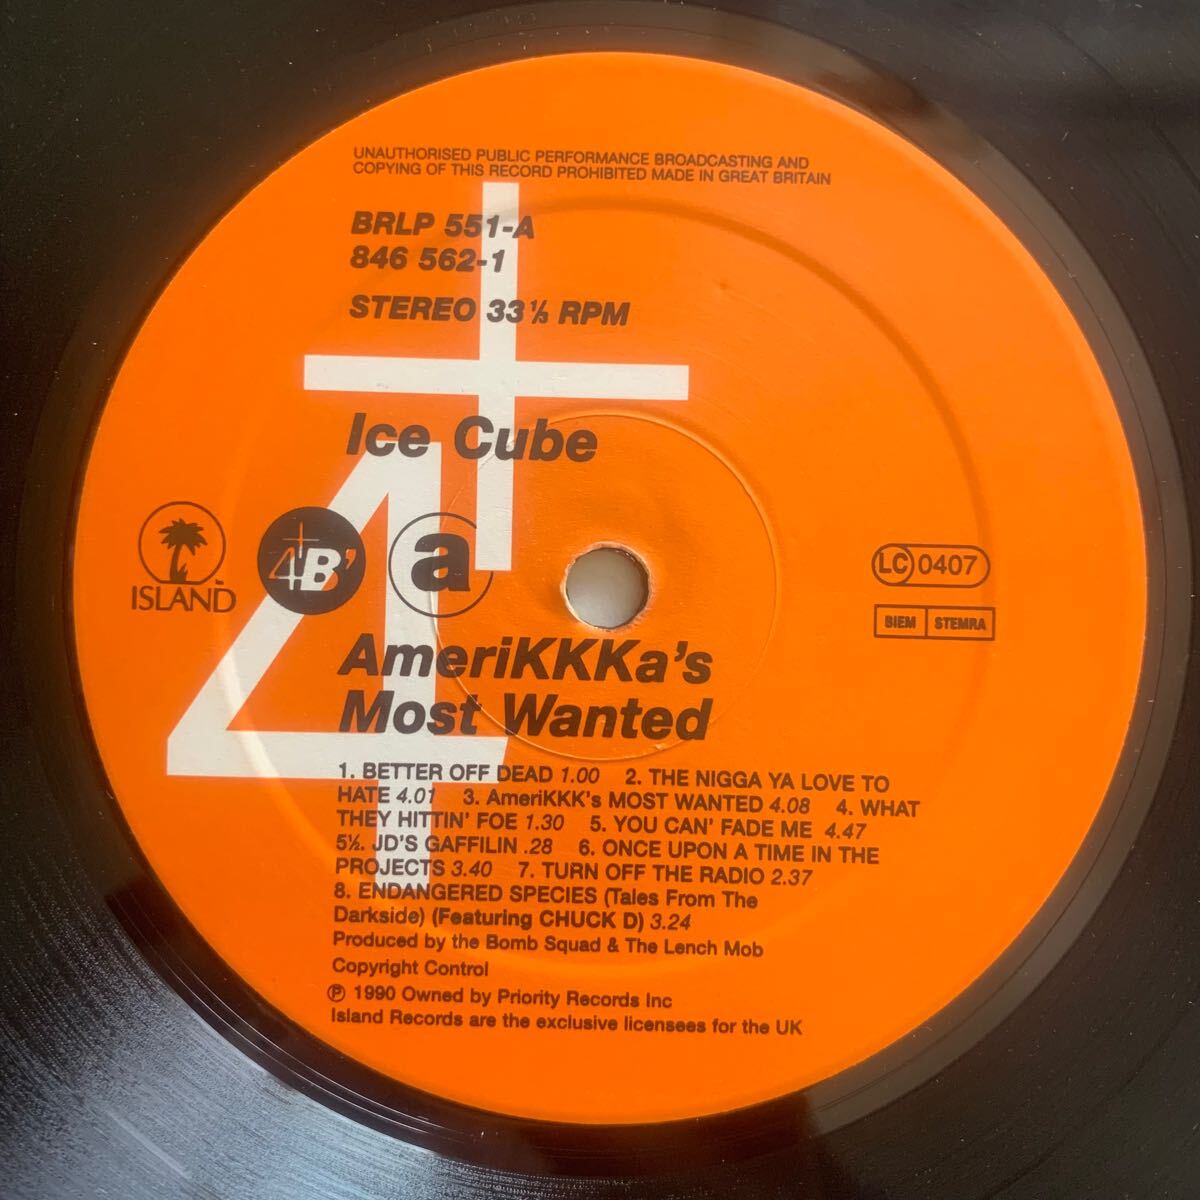 UNAUTHORISED PUBLIC PERFORMANCE BROADCASTING AND
COPYING OF THIS RECORD PROHIBITED MADE IN GREAT BRITAIN
BRLP 551-A
846 562-1
STEREO 33⅓ RPM
Ice Cube
ISLAND
4+B'
a
LC 0407
BIEM STEMRA
AmeriKKKa's
Most Wanted
1. BETTER OFF DEAD 1.00 2. THE NIGGA YA LOVE TO
HATE 4.01 3. AmeriKKK's MOST WANTED 4.08 4. WHAT
THEY HITTIN' FOE 1.30 5. YOU CAN' FADE ME 4.47
5½. JD'S GAFFILIN .28 6. ONCE UPON A TIME IN THE
PROJECTS 3.40 7. TURN OFF THE RADIO 2.37
8. ENDANGERED SPECIES (Tales From The
Darkside) (Featuring CHUCK D) 3.24
Produced by the Bomb Squad & The Lench Mob
Copyright Control
℗ 1990 Owned by Priority Records Inc
Island Records are the exclusive licensees for the UK